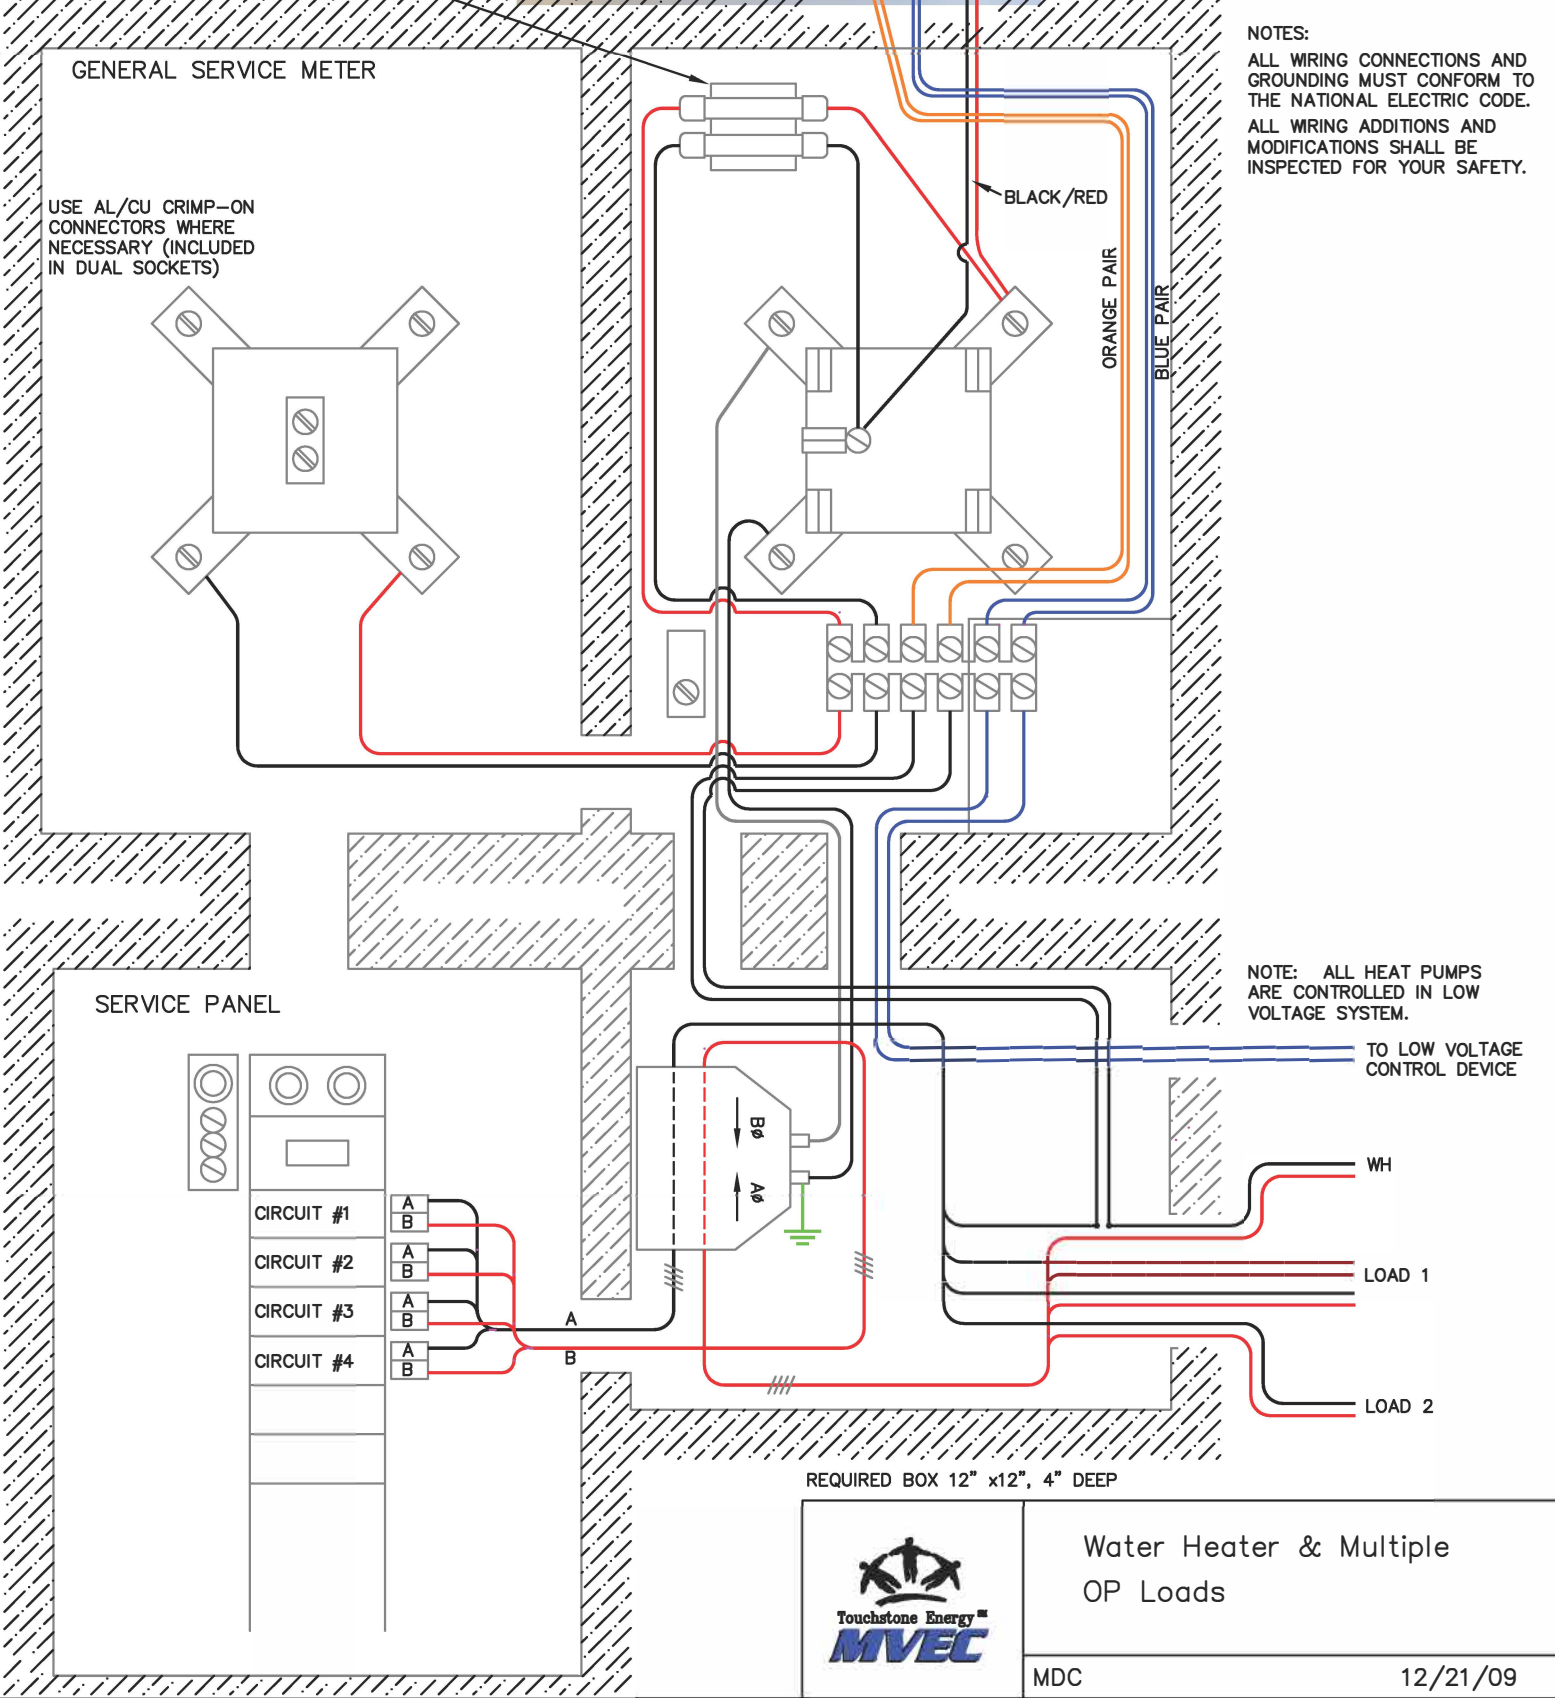 GENERAL SERVICE METER
USE AL/CU CRIMP-ON
CONNECTORS WHERE
NECESSARY (INCLUDED
IN DUAL SOCKETS)
BLACK/RED
ORANGE PAIR
BLUE PAIR
NOTES:
ALL WIRING CONNECTIONS AND
GROUNDING MUST CONFORM TO
THE NATIONAL ELECTRIC CODE.
ALL WIRING ADDITIONS AND
MODIFICATIONS SHALL BE
INSPECTED FOR YOUR SAFETY.
SERVICE PANEL
CIRCUIT #1
A
B
CIRCUIT #2
A
B
CIRCUIT #3
A
B
CIRCUIT #4
A
B
A
B
BØ
AØ
NOTE: ALL HEAT PUMPS
ARE CONTROLLED IN LOW
VOLTAGE SYSTEM.
TO LOW VOLTAGE
CONTROL DEVICE
WH
LOAD 1
LOAD 2
REQUIRED BOX 12" x12", 4" DEEP
Touchstone Energy℠
MVEC
Water Heater & Multiple
OP Loads
MDC 12/21/09